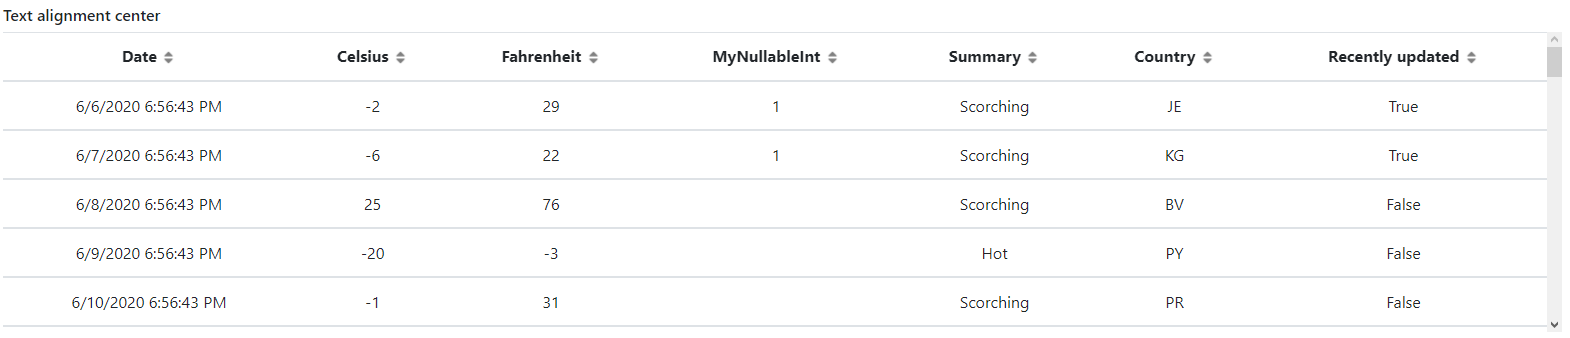 Text alignment center
Date Celsius Fahrenheit MyNullableInt Summary Country Recently updated
6/6/2020 6:56:43 PM -2 29 1 Scorching JE True
6/7/2020 6:56:43 PM -6 22 1 Scorching KG True
6/8/2020 6:56:43 PM 25 76 Scorching BV False
6/9/2020 6:56:43 PM -20 -3 Hot PY False
6/10/2020 6:56:43 PM -1 31 Scorching PR False